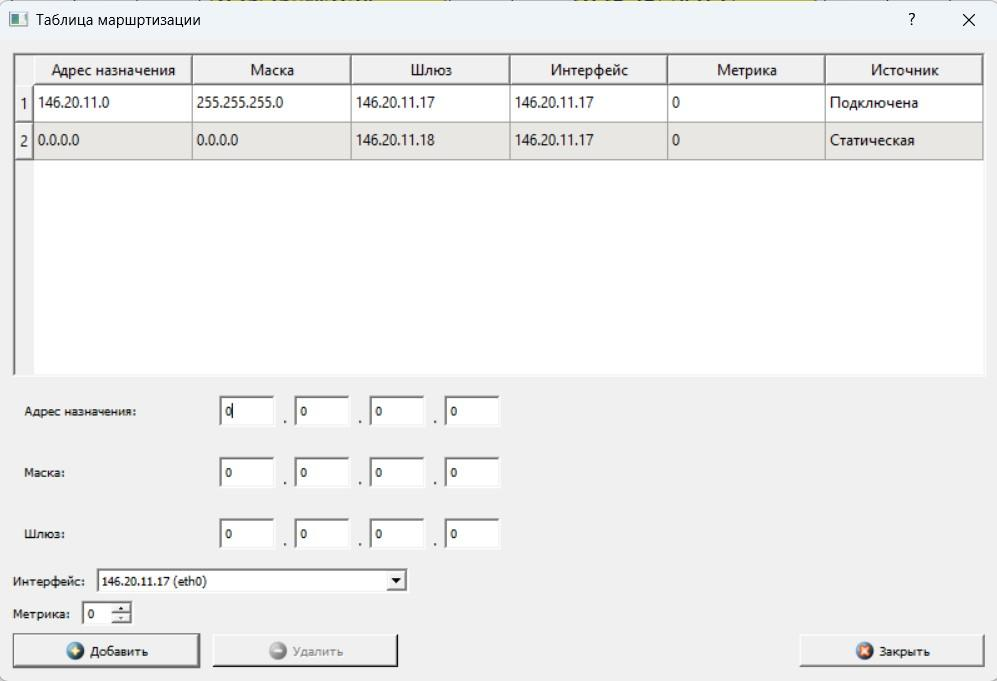 Таблица маршртизации ?
Адрес назначения Маска Шлюз Интерфейс Метрика Источник
1 146.20.11.0 255.255.255.0 146.20.11.17 146.20.11.17 0 Подключена
2 0.0.0.0 0.0.0.0 146.20.11.18 146.20.11.17 0 Статическая
Адрес назначения: 0 . 0 . 0 . 0
Маска: 0 . 0 . 0 . 0
Шлюз: 0 . 0 . 0 . 0
Интерфейс: 146.20.11.17 (eth0)
Метрика: 0
Добавить Удалить Закрыть